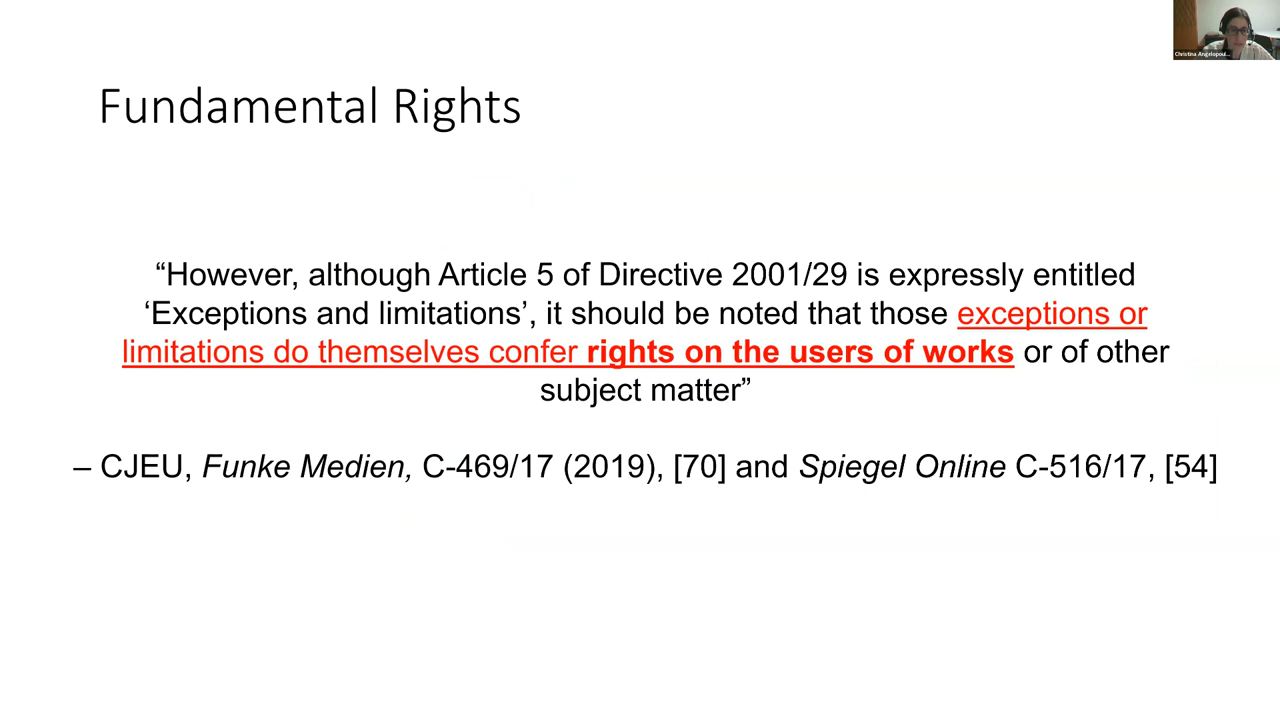 Christina Angelopoul...
Fundamental Rights
“However, although Article 5 of Directive 2001/29 is expressly entitled
‘Exceptions and limitations’, it should be noted that those exceptions or
limitations do themselves confer rights on the users of works or of other
subject matter”
– CJEU, Funke Medien, C-469/17 (2019), [70] and Spiegel Online C-516/17, [54]